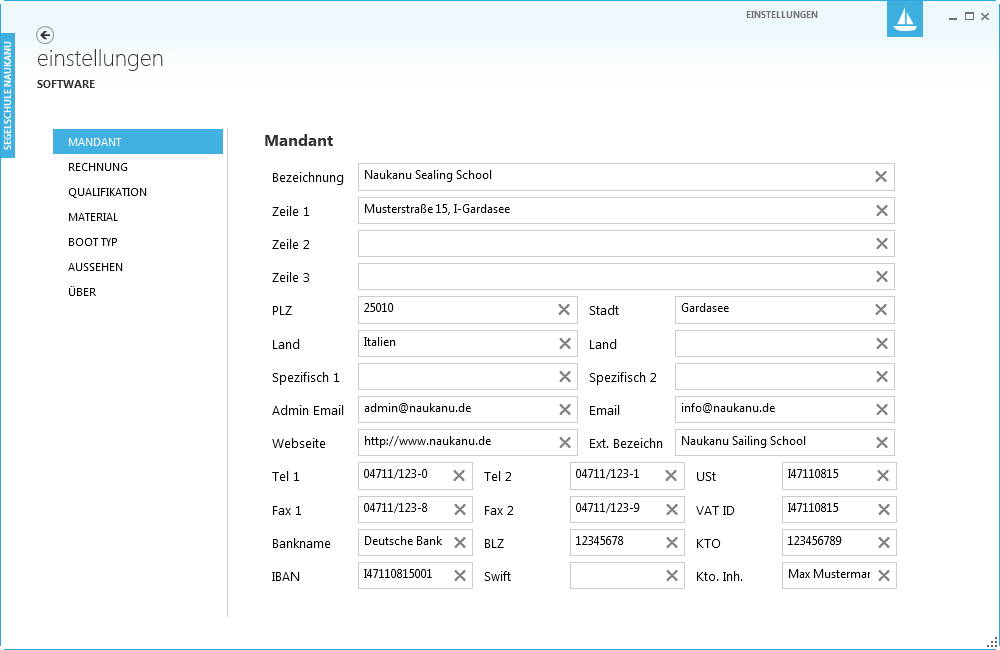 EINSTELLUNGEN
SEGELSCHULE NAUKANU
einstellungen
SOFTWARE
MANDANT
RECHNUNG
QUALIFIKATION
MATERIAL
BOOT TYP
AUSSEHEN
ÜBER
Mandant
Bezeichnung Naukanu Sealing School
Zeile 1 Musterstraße 15, I-Gardasee
Zeile 2
Zeile 3
PLZ 25010 Stadt Gardasee
Land Italien Land
Spezifisch 1 Spezifisch 2
Admin Email admin@naukanu.de Email info@naukanu.de
Webseite http://www.naukanu.de Ext. Bezeichn Naukanu Sailing School
Tel 1 04711/123-0 Tel 2 04711/123-1 USt I47110815
Fax 1 04711/123-8 Fax 2 04711/123-9 VAT ID I47110815
Bankname Deutsche Bank BLZ 12345678 KTO 123456789
IBAN I47110815001 Swift Kto. Inh. Max Musterman